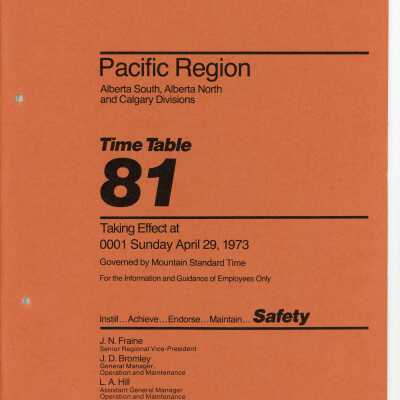 Pacific Region
Alberta South, Alberta North
and Calgary Divisions
Time Table
81
Taking Effect at
0001 Sunday April 29, 1973
Governed by Mountain Standard Time
For the Information and Guidance of Employees Only
Instill... Achieve... Endorse... Maintain... Safety
J. N. Fraine
Senior Regional Vice-President
J. D. Bromley
General Manager,
Operation and Maintenance
L. A. Hill
Assistant General Manager
Operation and Maintenance